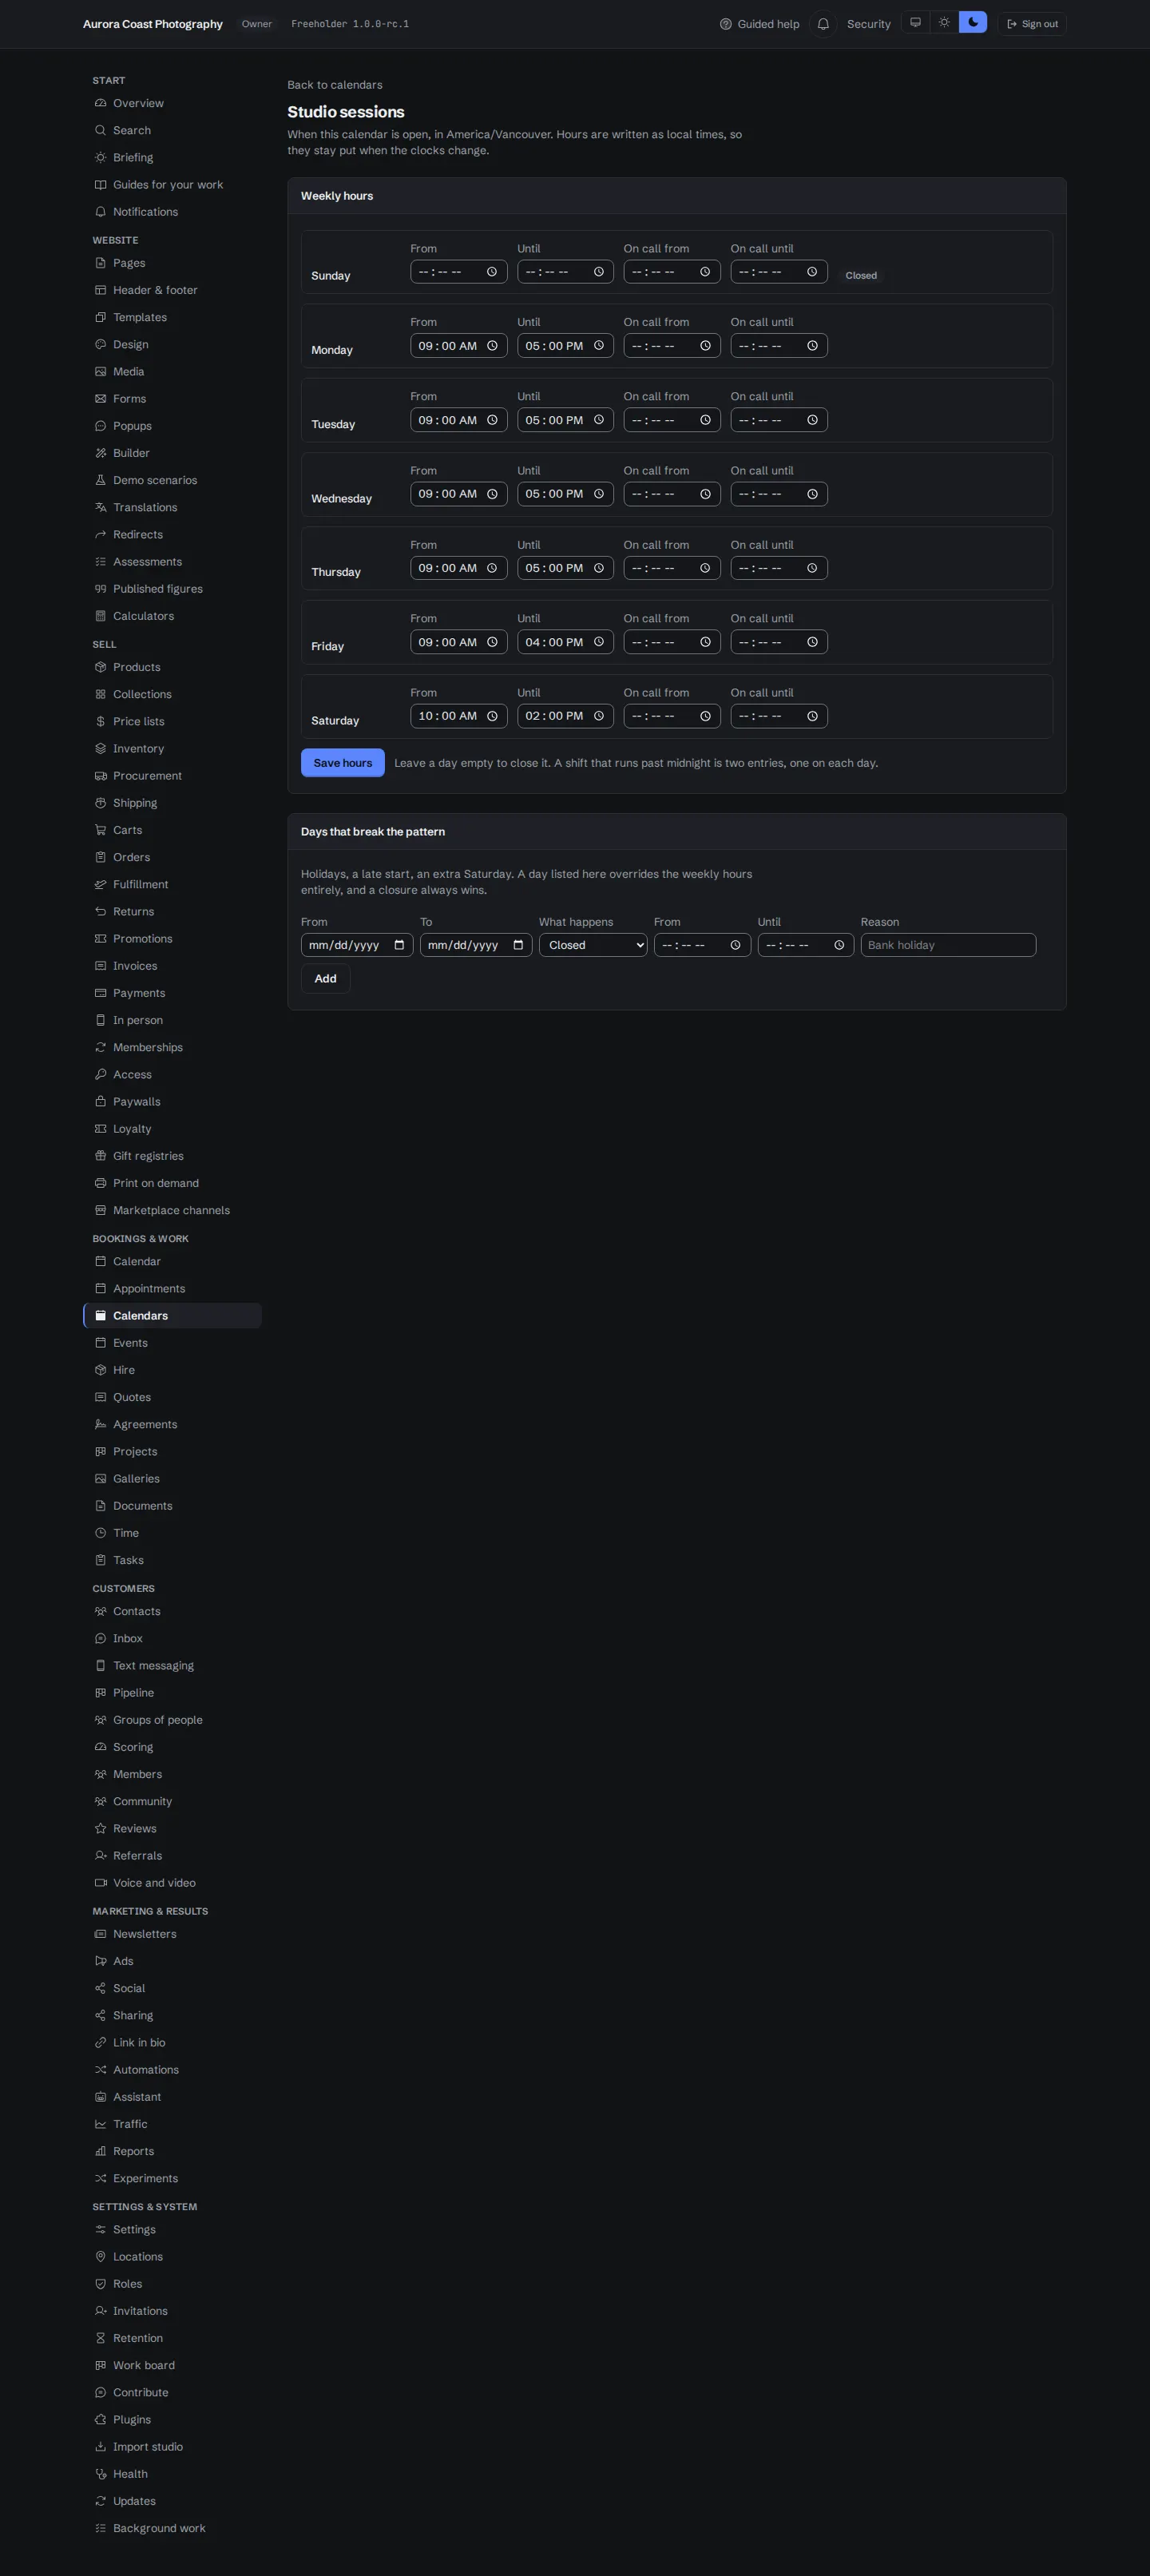 Aurora Coast Photography Owner Freeholder 1.0.0-rc.1 Guided help Security Sign out
START
Overview
Search
Briefing
Guides for your work
Notifications
WEBSITE
Pages
Header & footer
Templates
Design
Media
Forms
Popups
Builder
Demo scenarios
Translations
Redirects
Assessments
Published figures
Calculators
SELL
Products
Collections
Price lists
Inventory
Procurement
Shipping
Carts
Orders
Fulfillment
Returns
Promotions
Invoices
Payments
In person
Memberships
Access
Paywalls
Loyalty
Gift registries
Print on demand
Marketplace channels
BOOKINGS & WORK
Calendar
Appointments
Calendars
Events
Hire
Quotes
Agreements
Projects
Galleries
Documents
Time
Tasks
CUSTOMERS
Contacts
Inbox
Text messaging
Pipeline
Groups of people
Scoring
Members
Community
Reviews
Referrals
Voice and video
MARKETING & RESULTS
Newsletters
Ads
Social
Sharing
Link in bio
Automations
Assistant
Traffic
Reports
Experiments
SETTINGS & SYSTEM
Settings
Locations
Roles
Invitations
Retention
Work board
Contribute
Plugins
Import studio
Health
Updates
Background work
Back to calendars
Studio sessions
When this calendar is open, in America/Vancouver. Hours are written as local times, so
they stay put when the clocks change.
Weekly hours
From Until On call from On call until
Sunday --:-- -- --:-- -- --:-- -- --:-- -- Closed
From Until On call from On call until
Monday 09:00 AM 05:00 PM --:-- -- --:-- --
From Until On call from On call until
Tuesday 09:00 AM 05:00 PM --:-- -- --:-- --
From Until On call from On call until
Wednesday 09:00 AM 05:00 PM --:-- -- --:-- --
From Until On call from On call until
Thursday 09:00 AM 05:00 PM --:-- -- --:-- --
From Until On call from On call until
Friday 09:00 AM 04:00 PM --:-- -- --:-- --
From Until On call from On call until
Saturday 10:00 AM 02:00 PM --:-- -- --:-- --
Save hours Leave a day empty to close it. A shift that runs past midnight is two entries, one on each day.
Days that break the pattern
Holidays, a late start, an extra Saturday. A day listed here overrides the weekly hours
entirely, and a closure always wins.
From To What happens From Until Reason
mm/dd/yyyy mm/dd/yyyy Closed --:-- -- --:-- -- Bank holiday
Add